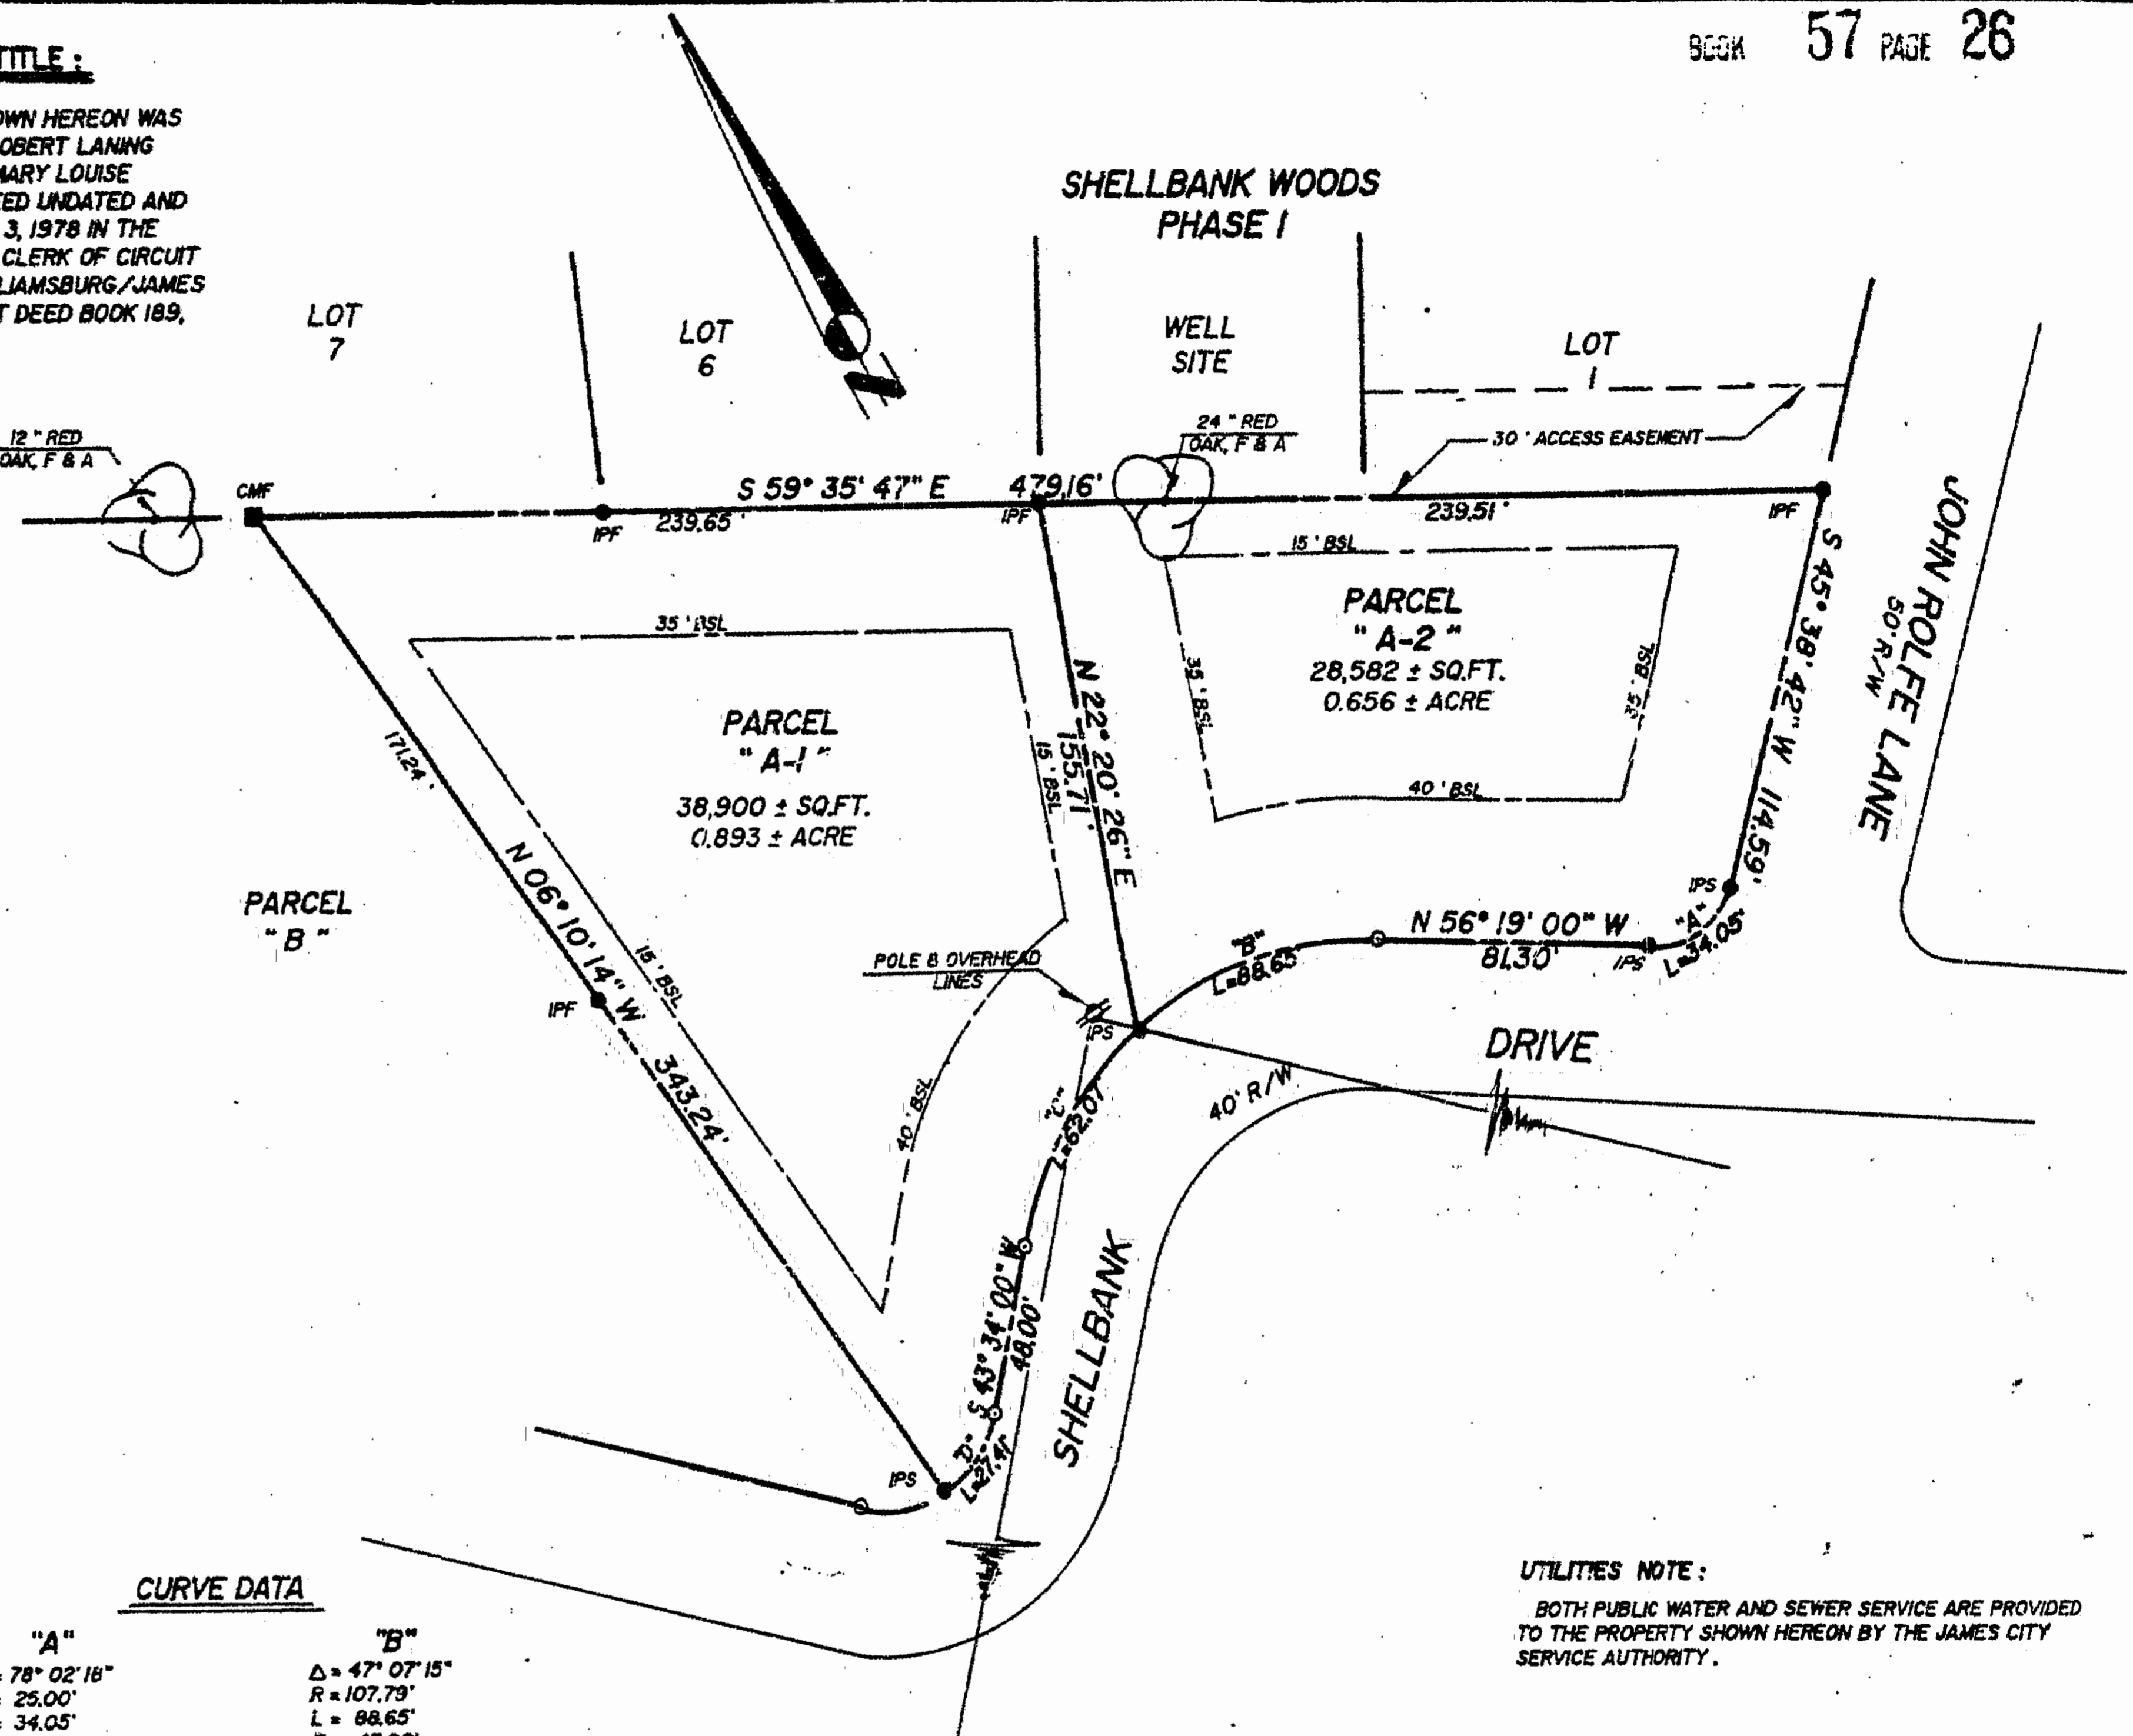 BOOK 57 PAGE 26
TITLE :
OWN HEREON WAS
OBERT LANING
MARY LOUISE
ED UNDATED AND
3, 1978 IN THE
CLERK OF CIRCUIT
LIAMSBURG/JAMES
T DEED BOOK 189,
SHELLBANK WOODS
PHASE I
LOT
7
LOT
6
WELL
SITE
LOT
1
12" RED
OAK, F & A
24" RED
OAK, F & A
30' ACCESS EASEMENT
CMF
S 59° 35' 47" E 479.16'
239.65'
239.51'
IPF
IPF
IPF
JOHN ROLFE LANE
50' R/W
S 45° 38' 42" W 114.59'
15' BSL
PARCEL
"A-2"
28,582 ± SQ.FT.
0.656 ± ACRE
35' BSL
35' BSL
40' BSL
35' BSL
PARCEL
"A-1"
38,900 ± SQ.FT.
0.893 ± ACRE
15' BSL
N 22° 20' 26" E
155.71'
171.24'
N 06° 10' 14" W
343.24'
15' BSL
IPF
PARCEL
"B"
POLE & OVERHEAD
LINES
IPS
"B"
L=88.65'
N 56° 19' 00" W
81.30'
IPS
IPS
"A"
L=34.05'
40' BSL
"C"
L=62.07'
40' R/W
DRIVE
SHELLBANK
S 43° 34' 00" W
48.00'
"D"
IPS
CURVE DATA
"A"
= 78° 02' 18"
= 25.00'
= 34.05'
"B"
Δ = 47° 07' 15"
R = 107.79'
L = 88.65'
UTILITIES NOTE :
BOTH PUBLIC WATER AND SEWER SERVICE ARE PROVIDED
TO THE PROPERTY SHOWN HEREON BY THE JAMES CITY
SERVICE AUTHORITY.